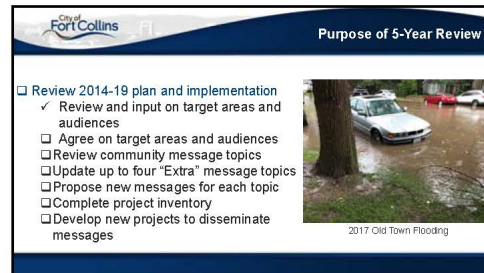 City of
Fort Collins
Purpose of 5-Year Review
❑ Review 2014-19 plan and implementation
✓ Review and input on target areas and
audiences
❑ Agree on target areas and audiences
❑Review community message topics
❑Update up to four “Extra” message topics
❑Propose new messages for each topic
❑Complete project inventory
❑Develop new projects to disseminate
messages
2017 Old Town Flooding